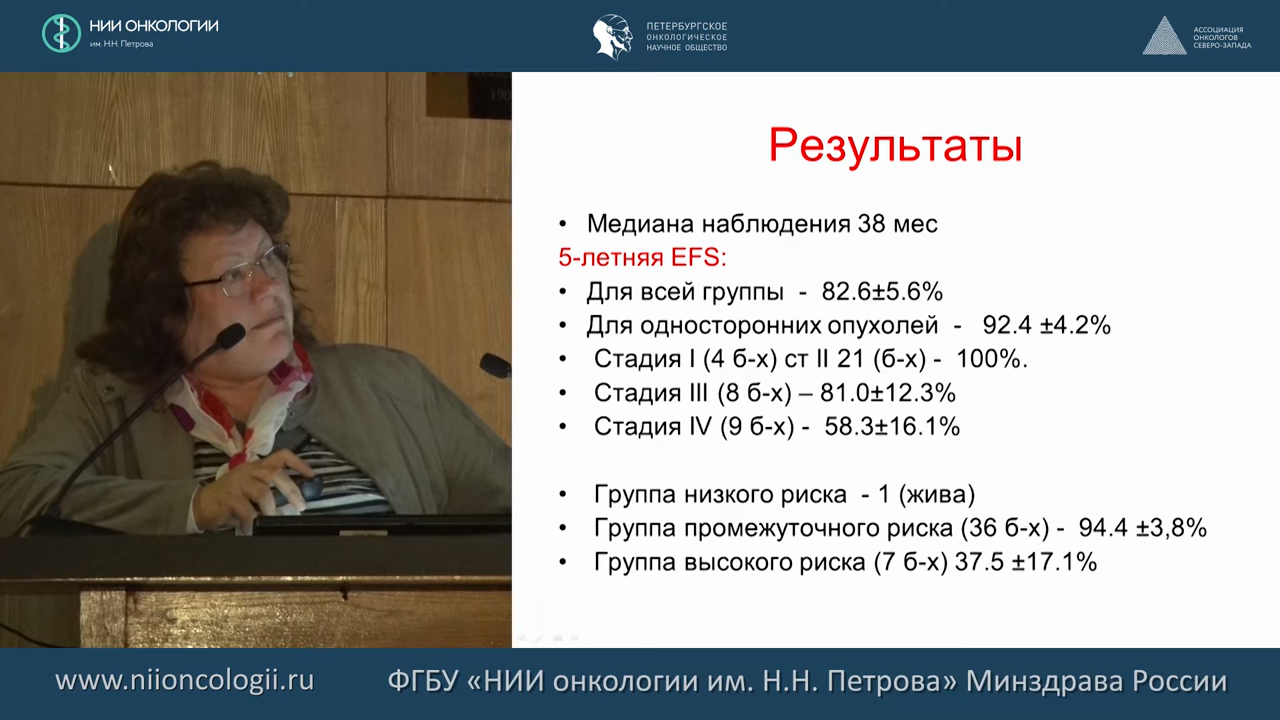 НИИ ОНКОЛОГИИ
им. Н.Н. Петрова
ПЕТЕРБУРГСКОЕ
ОНКОЛОГИЧЕСКОЕ
НАУЧНОЕ ОБЩЕСТВО
АССОЦИАЦИЯ
ОНКОЛОГОВ
СЕВЕРО-ЗАПАДА
Результаты
• Медиана наблюдения 38 мес
5-летняя EFS:
• Для всей группы - 82.6±5.6%
• Для односторонних опухолей - 92.4 ±4.2%
• Стадия I (4 б-х) ст II 21 (б-х) - 100%.
• Стадия III (8 б-х) – 81.0±12.3%
• Стадия IV (9 б-х) - 58.3±16.1%
• Группа низкого риска - 1 (жива)
• Группа промежуточного риска (36 б-х) - 94.4 ±3,8%
• Группа высокого риска (7 б-х) 37.5 ±17.1%
www.niioncologii.ru
ФГБУ «НИИ онкологии им. Н.Н. Петрова» Минздрава России